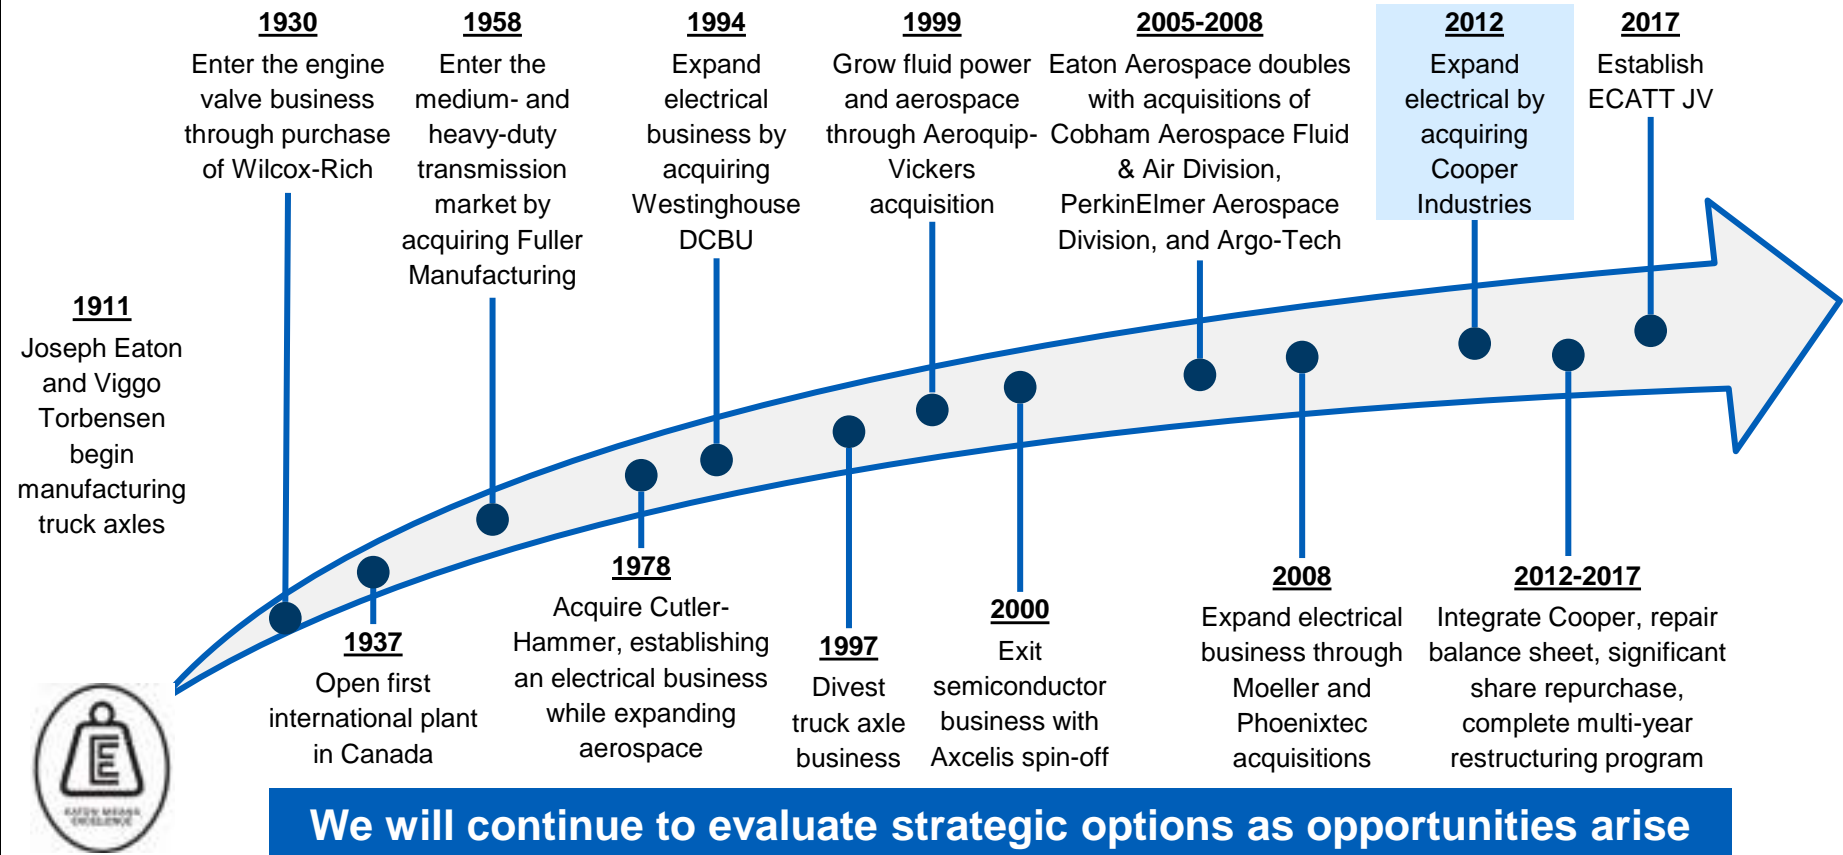 1930
Enter the engine
valve business
through purchase
of Wilcox-Rich
1958
Enter the
medium- and
heavy-duty
transmission
market by
acquiring Fuller
Manufacturing
1994
Expand
electrical
business by
acquiring
Westinghouse
DCBU
1999
Grow fluid power
and aerospace
through Aeroquip-
Vickers
acquisition
2005-2008
Eaton Aerospace doubles
with acquisitions of
Cobham Aerospace Fluid
& Air Division,
PerkinElmer Aerospace
Division, and Argo-Tech
2012
Expand
electrical by
acquiring
Cooper
Industries
2017
Establish
ECATT JV
1911
Joseph Eaton
and Viggo
Torbensen
begin
manufacturing
truck axles
1937
Open first
international plant
in Canada
1978
Acquire Cutler-
Hammer, establishing
an electrical business
while expanding
aerospace
1997
Divest
truck axle
business
2000
Exit
semiconductor
business with
Axcelis spin-off
2008
Expand electrical
business through
Moeller and
Phoenixtec
acquisitions
2012-2017
Integrate Cooper, repair
balance sheet, significant
share repurchase,
complete multi-year
restructuring program
EATON MEANS
EXCELLENCE
We will continue to evaluate strategic options as opportunities arise